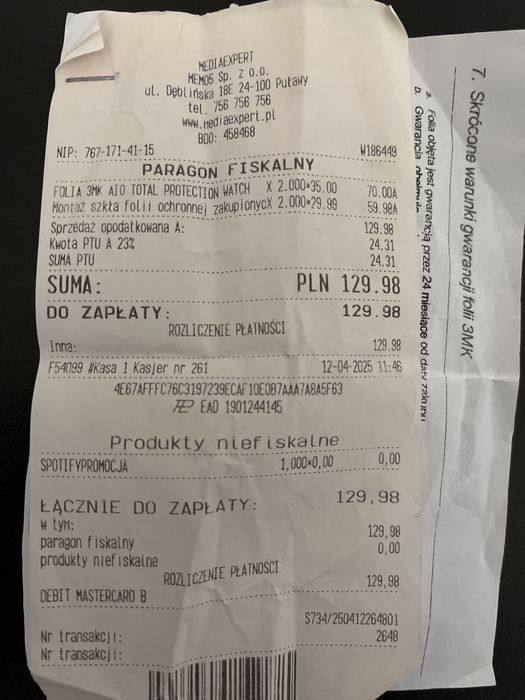 MEDIAEXPERT
MEMO5 Sp. z o.o.
ul. Dęblińska 18E 24-100 Puławy
tel. 756 756 756
www.mediaexpert.pl
BDO: 458468
NIP: 767-171-41-15 W186449
PARAGON FISKALNY
FOLIA 3MK AIO TOTAL PROTECTION WATCH X 2.000*35.00 70.00A
Montaż szkła folii ochronnej zakupionycX 2.000*29.99 59.98A
Sprzedaż opodatkowana A: 129.98
Kwota PTU A 23% 24.31
SUMA PTU 24.31
SUMA: PLN 129.98
DO ZAPŁATY: 129.98
ROZLICZENIE PŁATNOŚCI
Inna: 129.98
F54099 #Kasa 1 Kasjer nr 261 12-04-2025 11:46
4E67AFFFC76C3197239ECAF10E0B7AAA7A8A5F63
EAD 1901244145
Produkty niefiskalne
SPOTIFYPROMOCJA 1,000*0,00 0,00
ŁĄCZNIE DO ZAPŁATY: 129,98
W tym:
paragon fiskalny 129,98
produkty niefiskalne 0,00
ROZLICZENIE PŁATNOŚCI
DEBIT MASTERCARD B 129,98
S734/250412264801
Nr transakcji: 2648
Nr transakcji:
7. Skrócone warunki gwarancji folii 3MK
a. Folia objęta jest gwarancją przez 24 miesiące od daty zakupu
b. Gwarancja